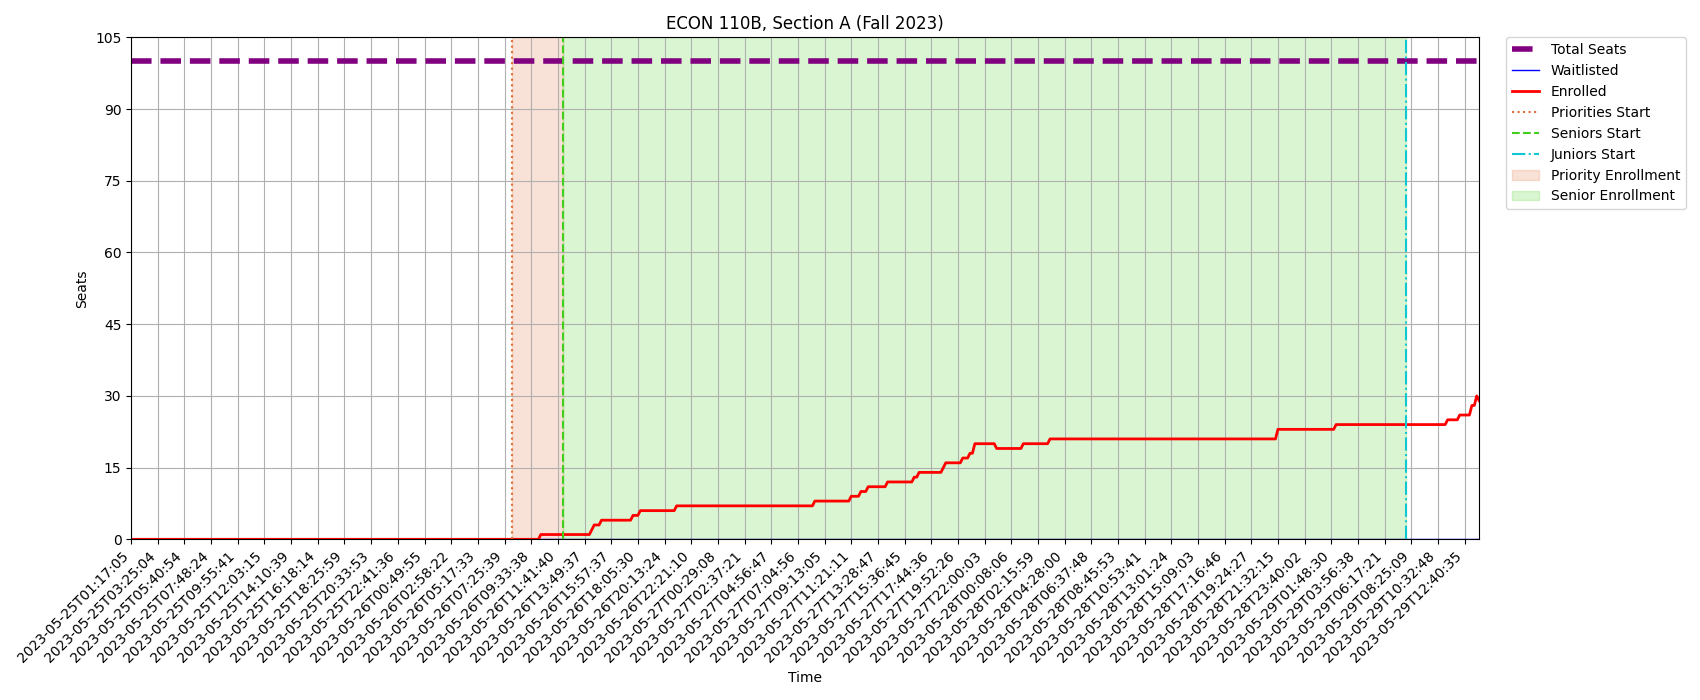 ECON 110B, Section A (Fall 2023)
105
90
75
60
45
30
15
0
Seats
2023-05-25T01:17:05
2023-05-25T03:25:04
2023-05-25T05:40:54
2023-05-25T07:48:24
2023-05-25T09:55:41
2023-05-25T12:03:15
2023-05-25T14:10:39
2023-05-25T16:18:14
2023-05-25T18:25:59
2023-05-25T20:33:53
2023-05-25T22:41:36
2023-05-26T00:49:55
2023-05-26T02:58:22
2023-05-26T05:17:33
2023-05-26T07:25:39
2023-05-26T09:33:38
2023-05-26T11:41:40
2023-05-26T13:49:37
2023-05-26T15:57:37
2023-05-26T18:05:30
2023-05-26T20:13:24
2023-05-26T22:21:10
2023-05-27T00:29:08
2023-05-27T02:37:21
2023-05-27T04:56:47
2023-05-27T07:04:56
2023-05-27T09:13:05
2023-05-27T11:21:11
2023-05-27T13:28:47
2023-05-27T15:36:45
2023-05-27T17:44:36
2023-05-27T19:52:26
2023-05-27T22:00:03
2023-05-28T00:08:06
2023-05-28T02:15:59
2023-05-28T04:28:00
2023-05-28T06:37:48
2023-05-28T08:45:53
2023-05-28T10:53:41
2023-05-28T13:01:24
2023-05-28T15:09:03
2023-05-28T17:16:46
2023-05-28T19:24:27
2023-05-28T21:32:15
2023-05-28T23:40:02
2023-05-29T01:48:30
2023-05-29T03:56:38
2023-05-29T06:17:21
2023-05-29T08:25:09
2023-05-29T10:32:48
2023-05-29T12:40:35
Time
Total Seats
Waitlisted
Enrolled
Priorities Start
Seniors Start
Juniors Start
Priority Enrollment
Senior Enrollment